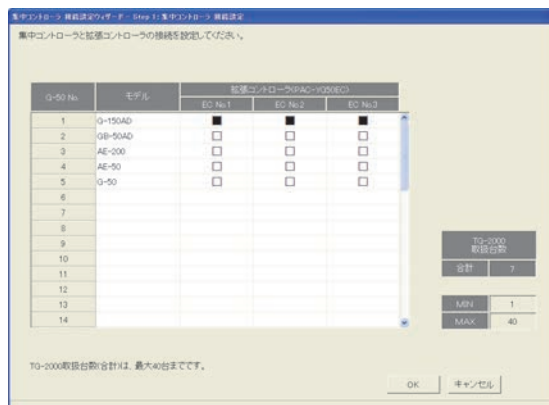 集中コントローラ 接続設定ウィザード - Step 1: 集中コントローラ 接続設定
集中コントローラと拡張コントローラの接続を設定してください。
G-50 No. モデル 拡張コントローラ(PAC-YG50EC)
EC No.1 EC No.2 EC No.3
1 G-150AD
2 GB-50AD
3 AE-200
4 AE-50
5 G-50
6
7
8
9
10
11
12
13
14
TG-2000
取扱台数
合計 7
MIN 1
MAX 40
TG-2000取扱台数(合計)は、最大40台までです。
OK キャンセル